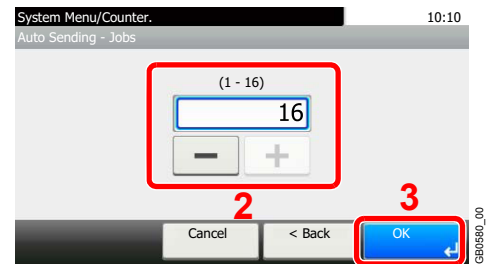 System Menu/Counter. 10:10
Auto Sending - Jobs
(1 - 16)
16
2
3
Cancel < Back OK
GB0580_00